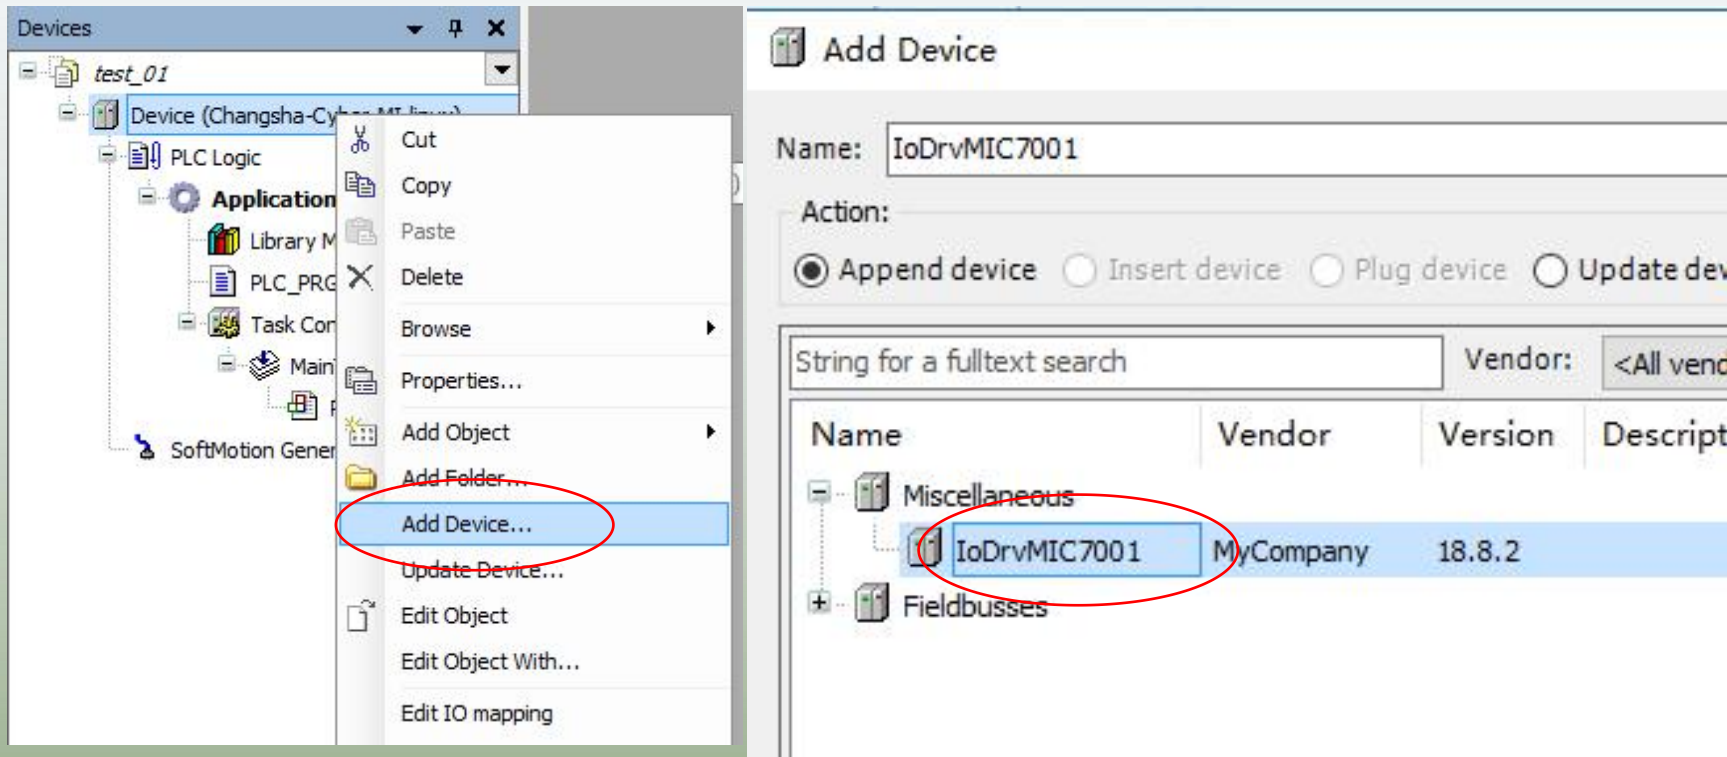 Devices
test_01
Device (Changsha-Cyber-MI-linux)
PLC Logic
Application
Library M
PLC_PRG
Task Con
Main
SoftMotion Gener
Cut
Copy
Paste
Delete
Browse
Properties...
Add Object
Add Folder...
Add Device...
Update Device...
Edit Object
Edit Object With...
Edit IO mapping
Add Device
Name: IoDrvMIC7001
Action:
Append device Insert device Plug device Update dev
String for a fulltext search Vendor: <All vend
Name Vendor Version Descript
Miscellaneous
IoDrvMIC7001 MyCompany 18.8.2
Fieldbusses